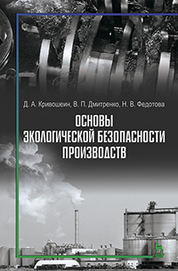 Д. А. Кривошеин, В. П. Дмитренко, Н. В. Федотова
ОСНОВЫ
ЭКОЛОГИЧЕСКОЙ БЕЗОПАСНОСТИ
ПРОИЗВОДСТВ